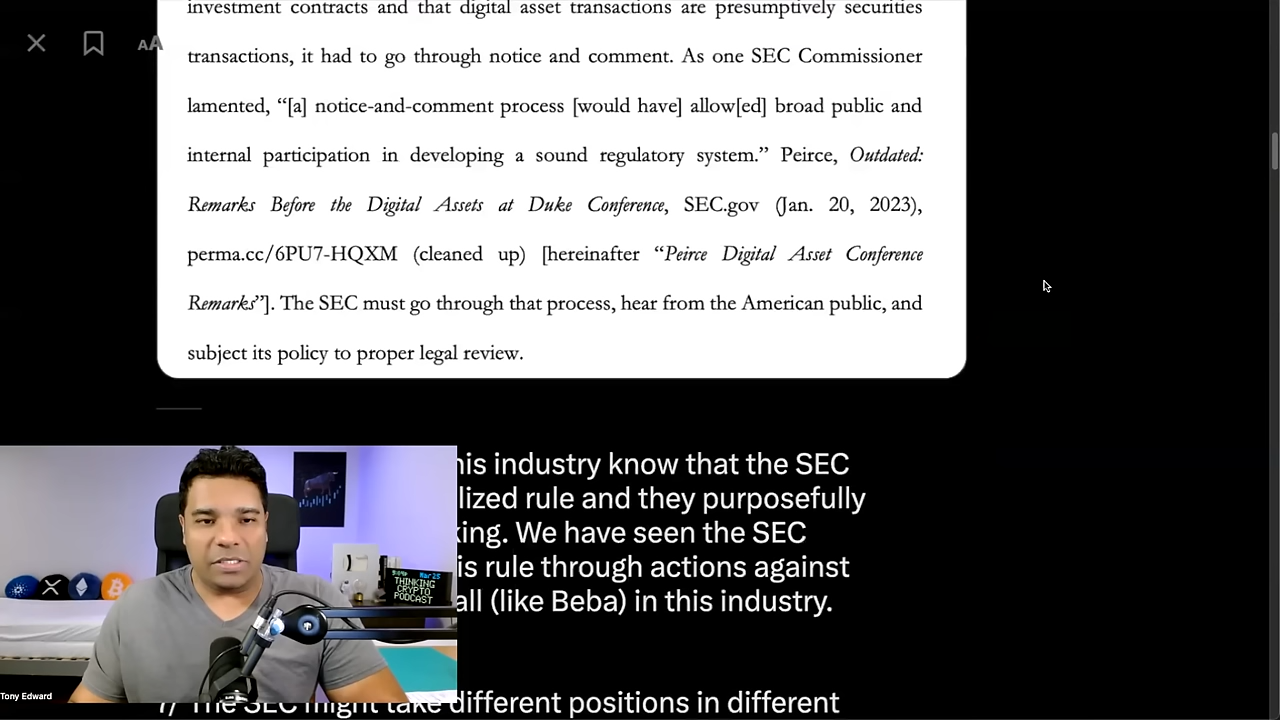 investment contracts and that digital asset transactions are presumptively securities
AA
transactions, it had to go through notice and comment. As one SEC Commissioner
lamented, “[a] notice-and-comment process [would have] allow[ed] broad public and
internal participation in developing a sound regulatory system.” Peirce, Outdated:
Remarks Before the Digital Assets at Duke Conference, SEC.gov (Jan. 20, 2023),
perma.cc/6PU7-HQXM (cleaned up) [hereinafter “Peirce Digital Asset Conference
Remarks”]. The SEC must go through that process, hear from the American public, and
subject its policy to proper legal review.
his industry know that the SEC
lized rule and they purposefully
king. We have seen the SEC
is rule through actions against
all (like Beba) in this industry.
Mar 25
THINKING
CRYPTO
PODCAST
Tony Edward
7/ The SEC might take different positions in different